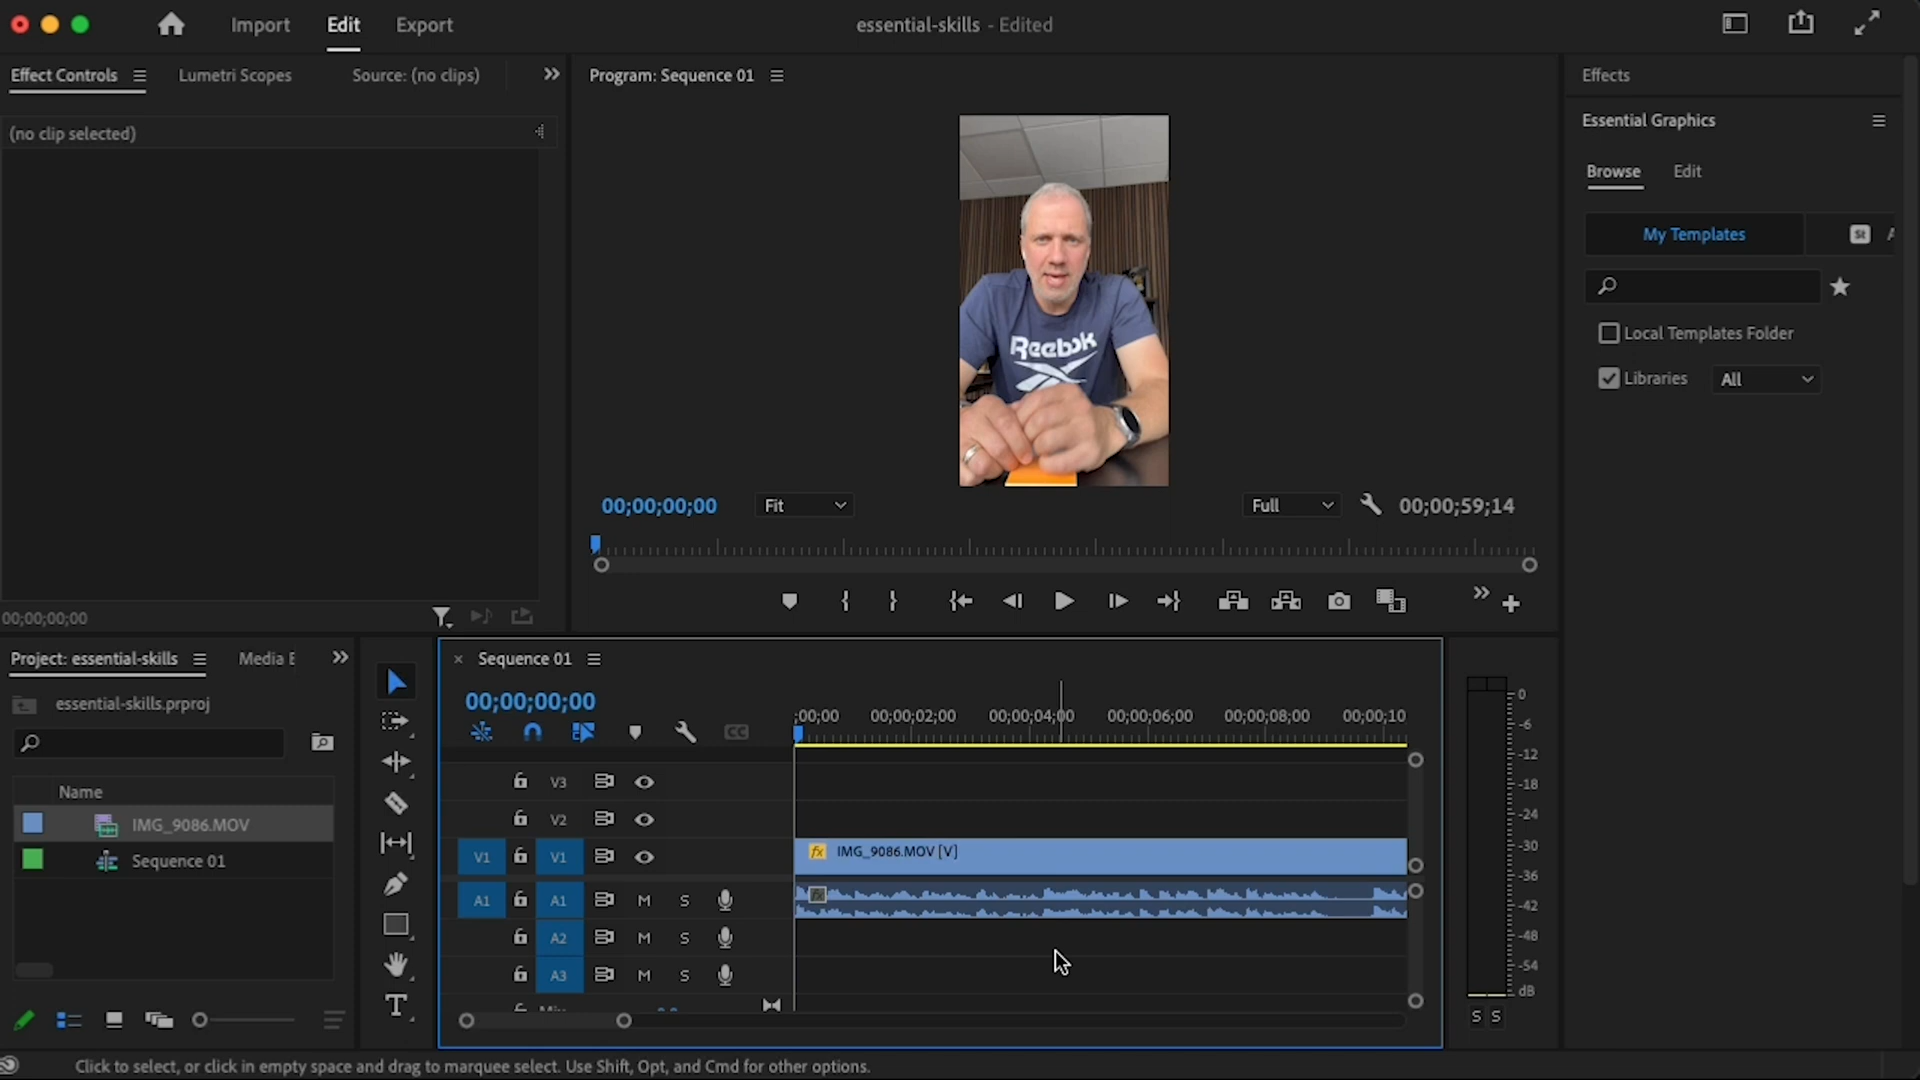 Import
Edit
Export
essential-skills - Edited
Effect Controls
Lumetri Scopes
Source: (no clips)
Program: Sequence 01
Effects
(no clip selected)
Essential Graphics
Browse
Edit
My Templates
St
Local Templates Folder
Libraries
All
Reebok
00;00;00;00
Fit
Full
00;00;59;14
00;00;00;00
Project: essential-skills
Media E
Sequence 01
essential-skills.prproj
00;00;00;00
;00;00
00;00;02;00
00;00;04;00
00;00;06;00
00;00;08;00
00;00;10
CC
Name
IMG_9086.MOV
Sequence 01
V3
V2
V1
V1
fx IMG_9086.MOV [V]
A1
A1
M
S
fx
A2
M
S
A3
M
S
T
0
-6
-12
-18
-24
-30
-36
-42
-48
-54
dB
S S
Click to select, or click in empty space and drag to marquee select. Use Shift, Opt, and Cmd for other options.